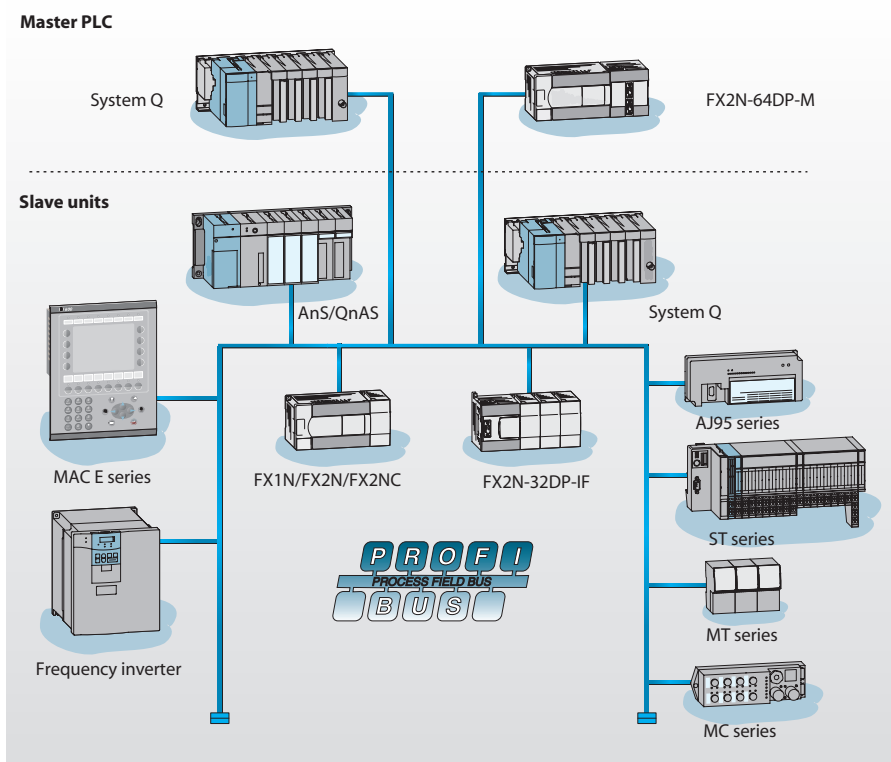 Master PLC
System Q
FX2N-64DP-M
Slave units
AnS/QnAS
System Q
MAC E series
FX1N/FX2N/FX2NC
FX2N-32DP-IF
AJ95 series
ST series
PROFI
PROCESS FIELD BUS
BUS
MT series
Frequency inverter
MC series